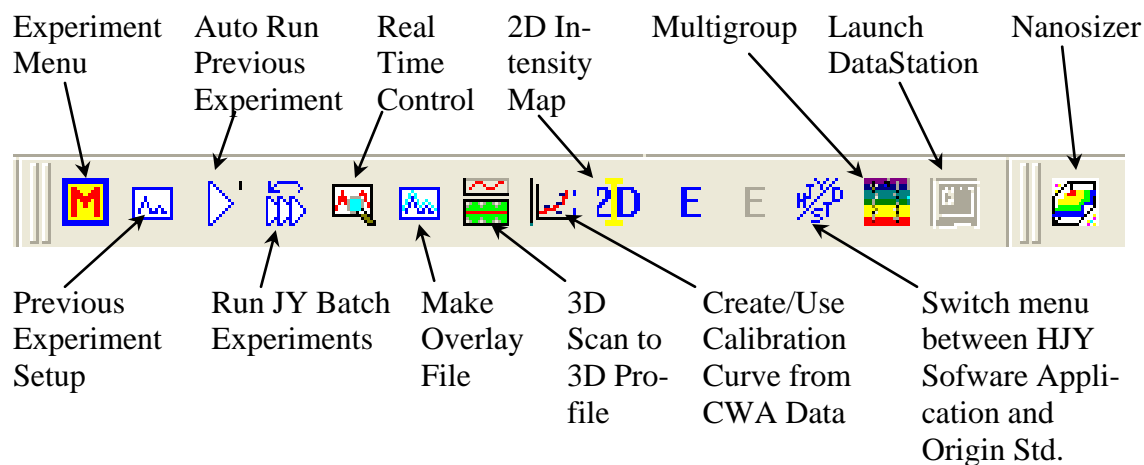 Experiment
Menu
Auto Run
Previous
Experiment
Real
Time
Control
2D In-
tensity
Map
Multigroup
Launch
DataStation
Nanosizer
M
2D
E
E
HJY/STD
Previous
Experiment
Setup
Run JY Batch
Experiments
Make
Overlay
File
3D
Scan to
3D Pro-
file
Create/Use
Calibration
Curve from
CWA Data
Switch menu
between HJY
Sofware Appli-
cation and
Origin Std.